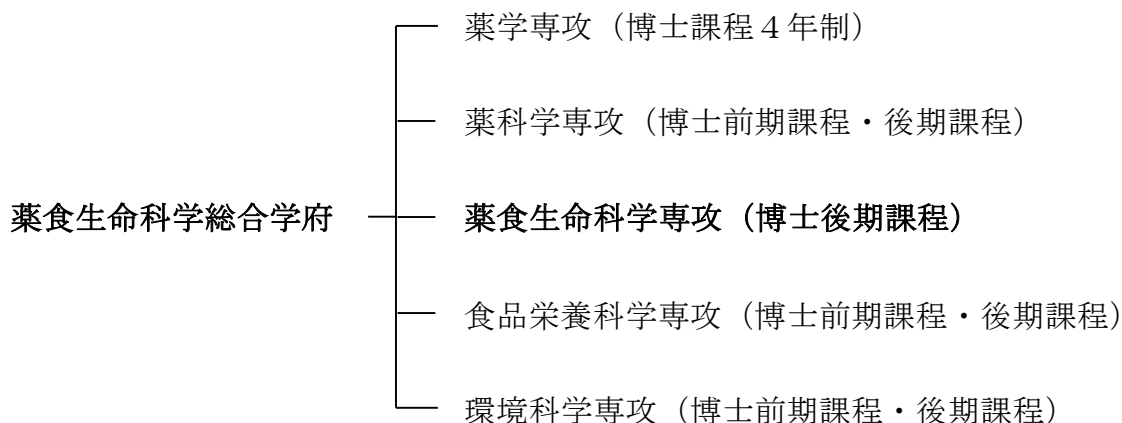 薬学専攻（博士課程４年制）
薬科学専攻（博士前期課程・後期課程）
薬食生命科学総合学府
薬食生命科学専攻（博士後期課程）
食品栄養科学専攻（博士前期課程・後期課程）
環境科学専攻（博士前期課程・後期課程）